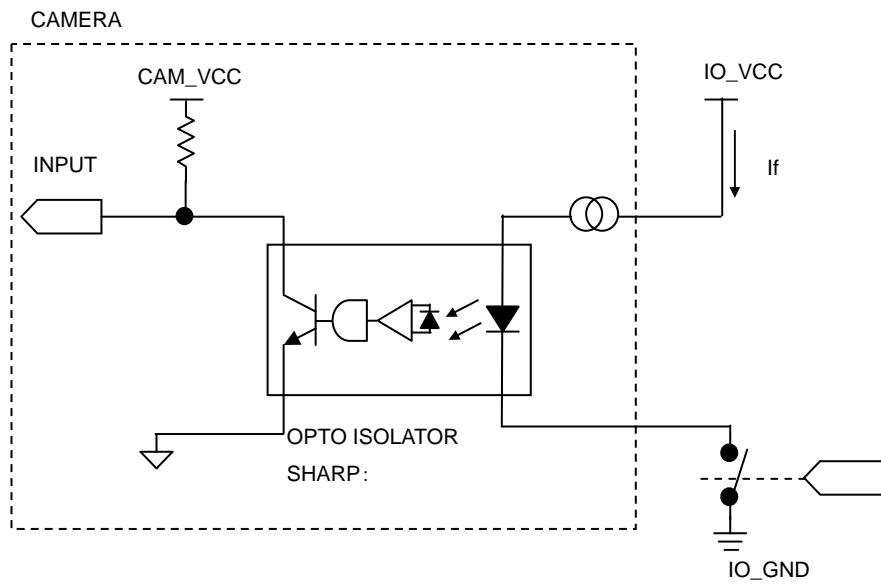 CAMERA
CAM_VCC
IO_VCC
INPUT
If
OPTO ISOLATOR
SHARP：
IO_GND